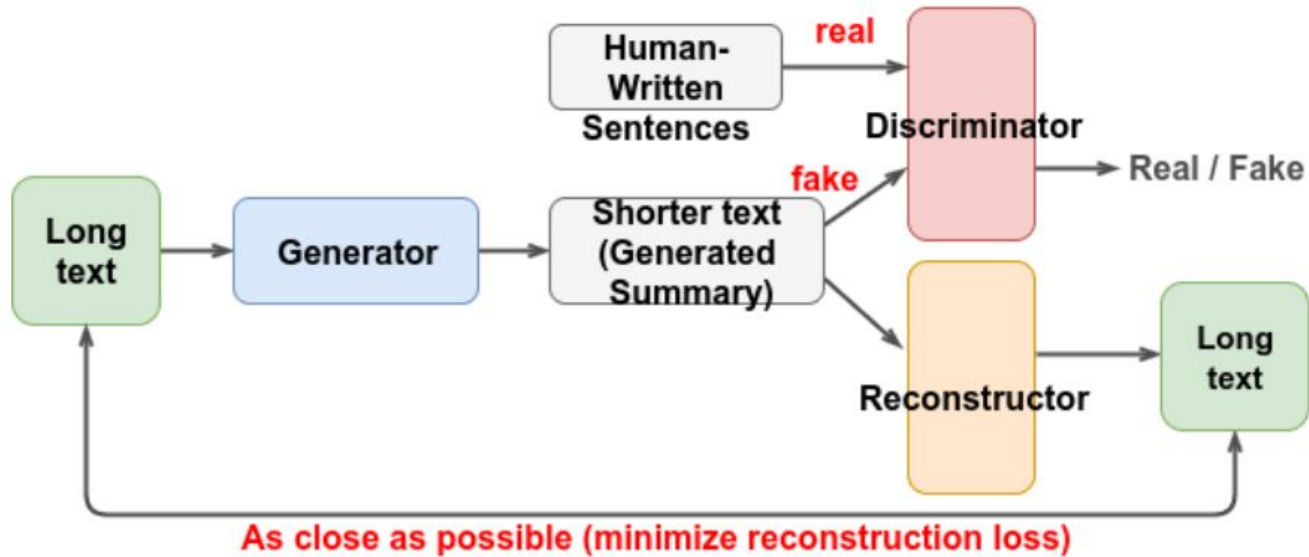 Human-
Written
Sentences
real
Discriminator
fake
Real / Fake
Long
text
Generator
Shorter text
(Generated
Summary)
Reconstructor
Long
text
As close as possible (minimize reconstruction loss)